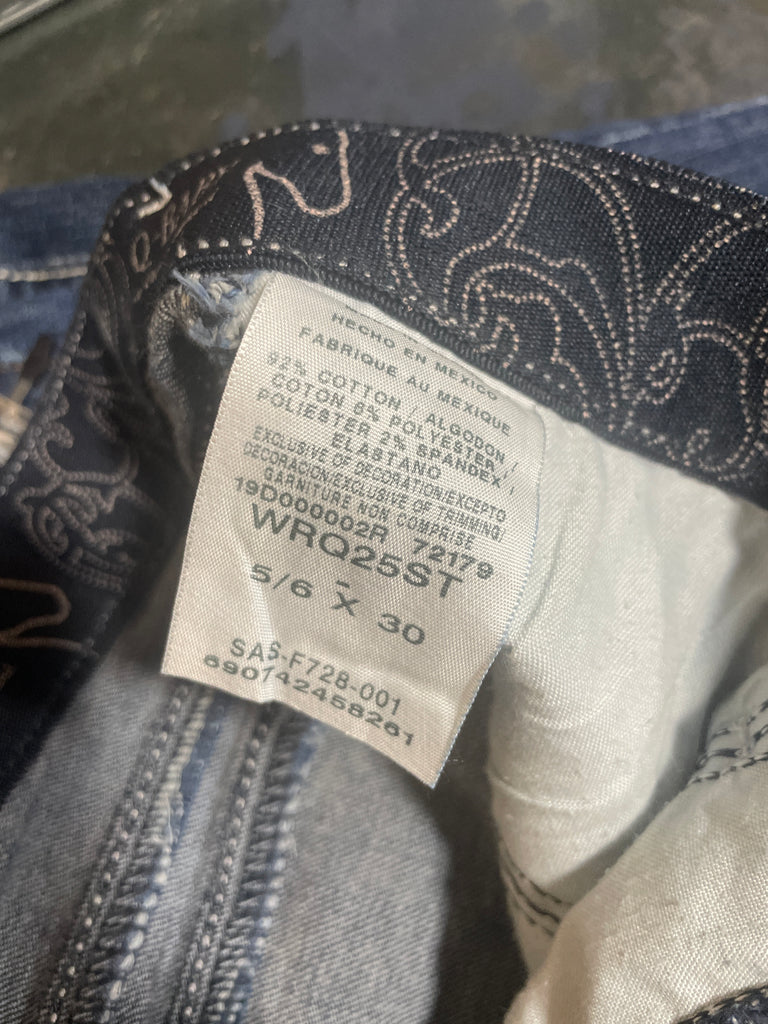 Q-BABY
HECHO EN MEXICO
FABRIQUE AU MEXIQUE
92% COTTON / ALGODON /
COTON 6% POLYESTER /
POLIESTER 2% SPANDEX /
ELASTANO
EXCLUSIVE OF DECORATION/EXCEPTO
DECORACION/EXCLUSIVE OF TRIMMING/
GARNITURE NON COMPRISE
19D000002R 72179
WRQ25ST
-
5/6 X 30
SAS-F728-001
690742458261